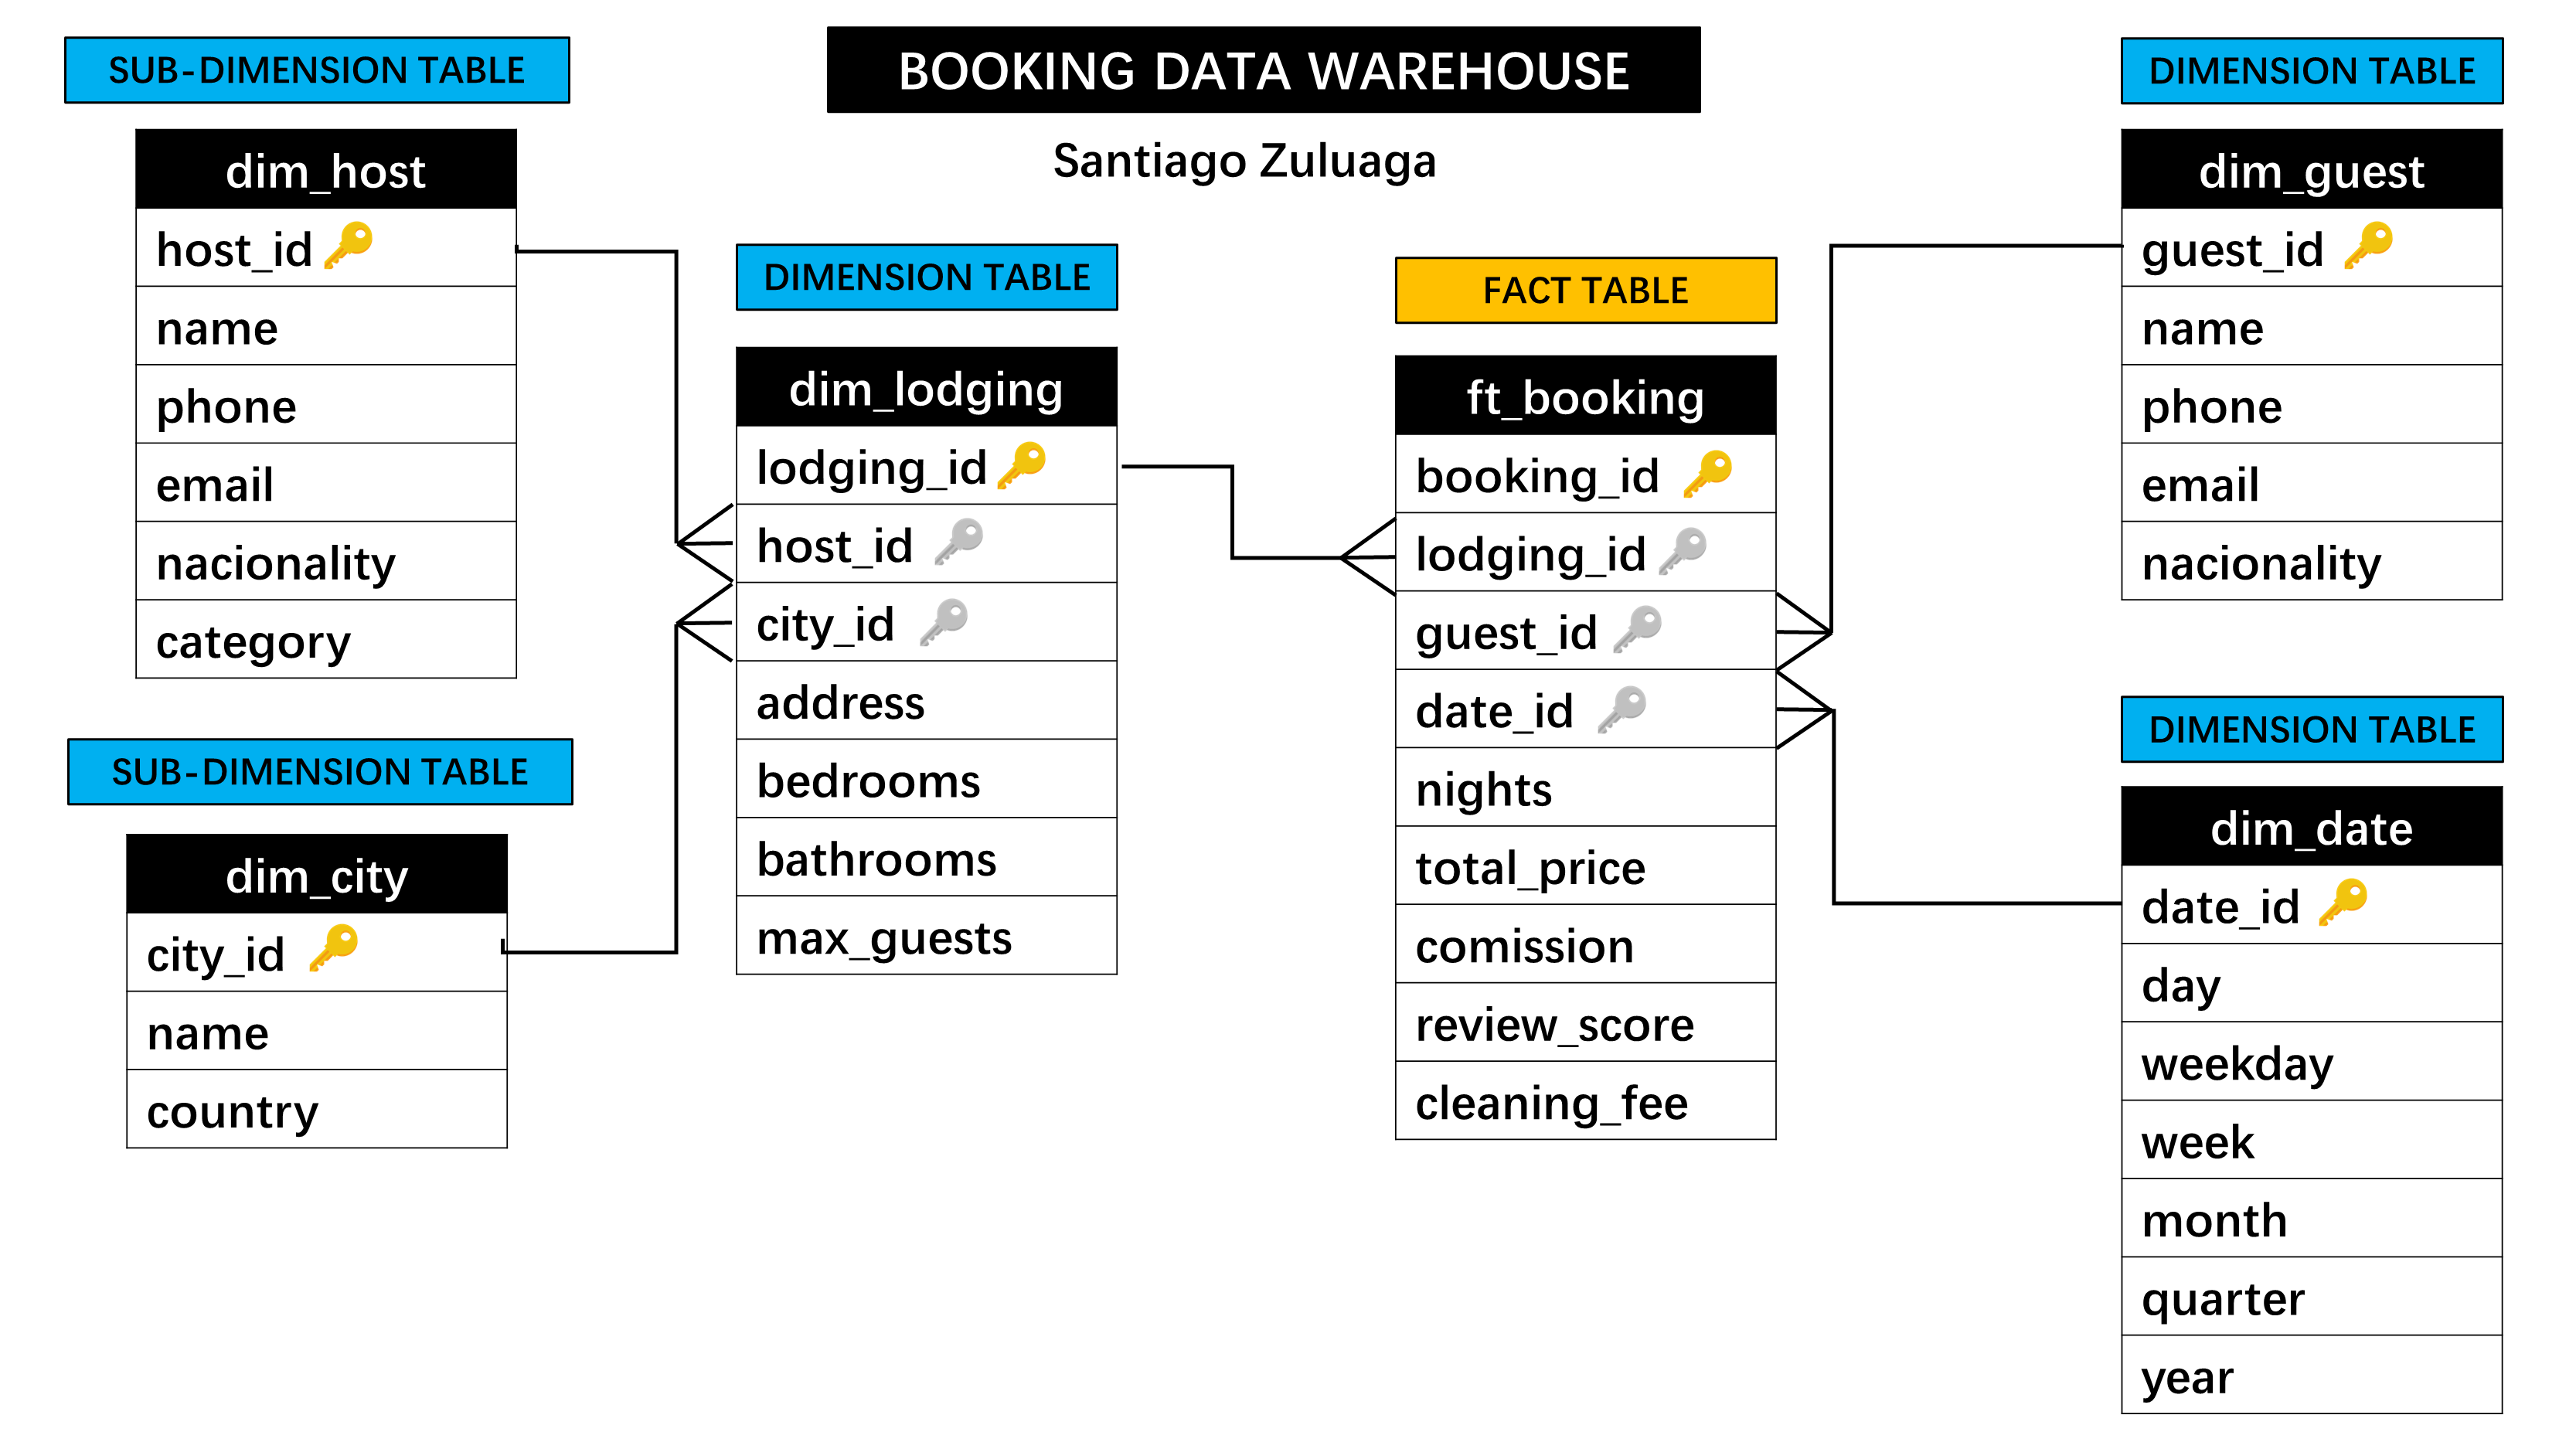 BOOKING DATA WAREHOUSE
Santiago Zuluaga
SUB-DIMENSION TABLE
dim_host
host_id
name
phone
email
nacionality
category
SUB-DIMENSION TABLE
dim_city
city_id
name
country
DIMENSION TABLE
dim_lodging
lodging_id
host_id
city_id
address
bedrooms
bathrooms
max_guests
FACT TABLE
ft_booking
booking_id
lodging_id
guest_id
date_id
nights
total_price
comission
review_score
cleaning_fee
DIMENSION TABLE
dim_guest
guest_id
name
phone
email
nacionality
DIMENSION TABLE
dim_date
date_id
day
weekday
week
month
quarter
year